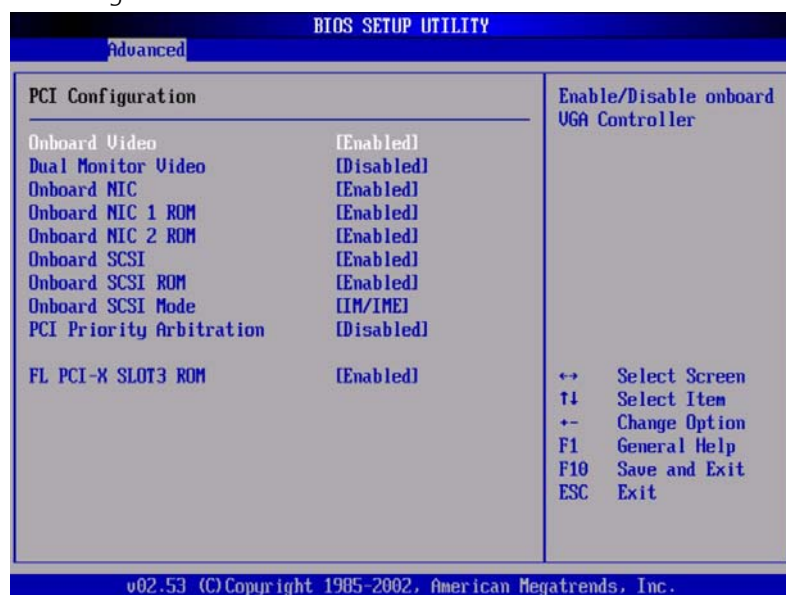 BIOS SETUP UTILITY
Advanced
PCI Configuration
Onboard Video [Enabled]
Dual Monitor Video [Disabled]
Onboard NIC [Enabled]
Onboard NIC 1 ROM [Enabled]
Onboard NIC 2 ROM [Enabled]
Onboard SCSI [Enabled]
Onboard SCSI ROM [Enabled]
Onboard SCSI Mode [IM/IME]
PCI Priority Arbitration [Disabled]
FL PCI-X SLOT3 ROM [Enabled]
Enable/Disable onboard
VGA Controller
↔ Select Screen
↑↓ Select Item
+- Change Option
F1 General Help
F10 Save and Exit
ESC Exit
v02.53 (C)Copyright 1985-2002, American Megatrends, Inc.